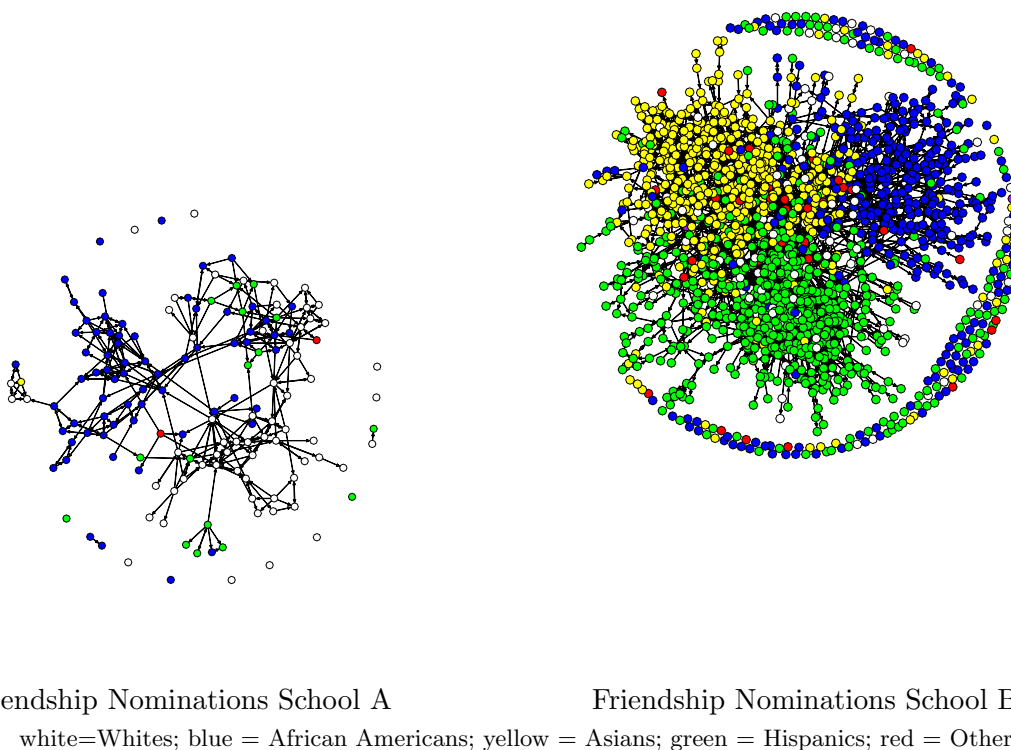 endship Nominations School A
Friendship Nominations School B
white=Whites; blue = African Americans; yellow = Asians; green = Hispanics; red = Other